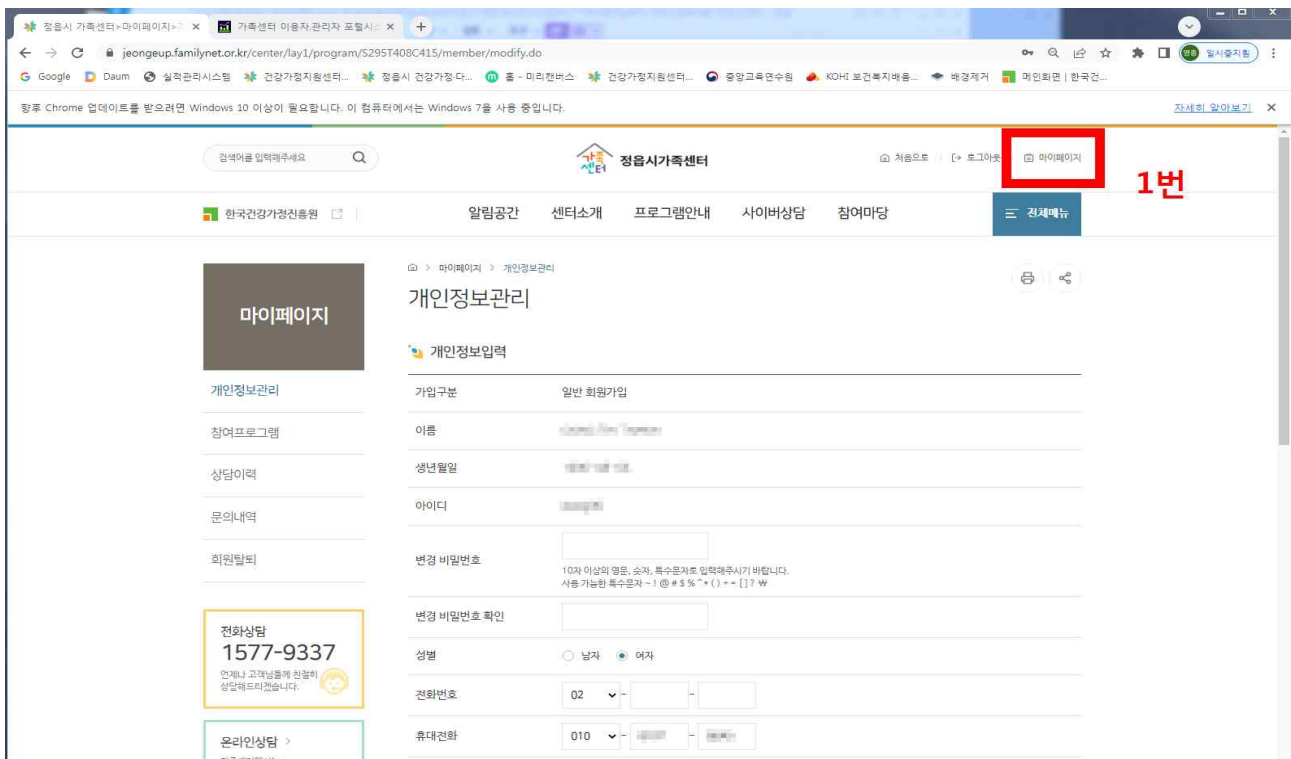 정읍시 가족센터>마이페이지>
가족센터 이용자,관리자 포털시
jeongeup.familynet.or.kr/center/lay1/program/S295T408C415/member/modify.do
일시중지됨
Google
Daum
실적관리시스템
건강가정지원센터...
정읍시 건강가정·다...
홈 - 미리캔버스
건강가정지원센터...
중앙교육연수원
KOHI 보건복지배움...
배경제거
메인화면 | 한국건...
향후 Chrome 업데이트를 받으려면 Windows 10 이상이 필요합니다. 이 컴퓨터에서는 Windows 7을 사용 중입니다.
자세히 알아보기
검색어를 입력해주세요
가족센터
정읍시가족센터
처음으로
로그아웃
마이페이지
1번
한국건강가정진흥원
알림공간
센터소개
프로그램안내
사이버상담
참여마당
전체메뉴
마이페이지 > 개인정보관리
개인정보관리
마이페이지
개인정보입력
개인정보관리
참여프로그램
상담이력
문의내역
회원탈퇴
가입구분
일반 회원가입
이름
생년월일
아이디
변경 비밀번호
10자 이상의 영문, 숫자, 특수문자로 입력해주시기 바랍니다.
사용 가능한 특수문자 ~ ! @ # $ % ^ * ( ) + = [ ] ? ₩
변경 비밀번호 확인
성별
남자
여자
전화번호
02 - -
휴대전화
010 - -
전화상담
1577-9337
언제나 고객님들께 친절히
상담해드리겠습니다.
온라인상담 >